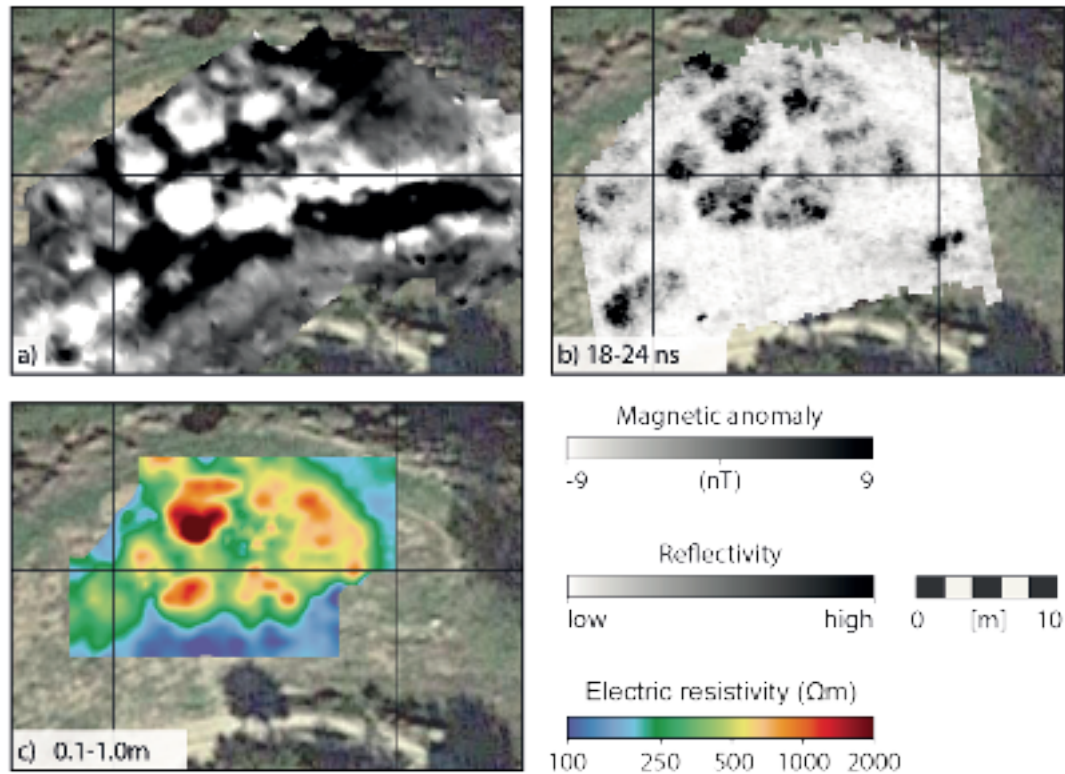 a)
b) 18-24 ns
c) 0.1-1.0m
Magnetic anomaly
-9 (nT) 9
Reflectivity
low high
0 [m] 10
Electric resistivity (Ωm)
100 250 500 1000 2000